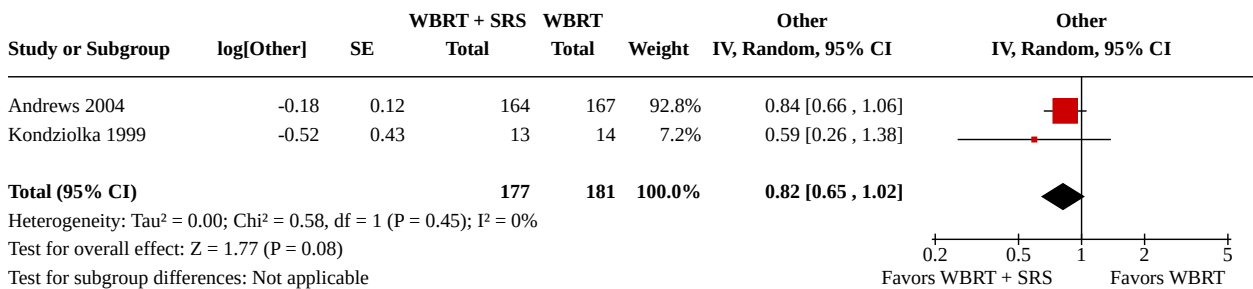 WBRT + SRS WBRT Other Other
Study or Subgroup log[Other] SE Total Total Weight IV, Random, 95% CI IV, Random, 95% CI
Andrews 2004 -0.18 0.12 164 167 92.8% 0.84 [0.66 , 1.06]
Kondziolka 1999 -0.52 0.43 13 14 7.2% 0.59 [0.26 , 1.38]
Total (95% CI) 177 181 100.0% 0.82 [0.65 , 1.02]
Heterogeneity: Tau² = 0.00; Chi² = 0.58, df = 1 (P = 0.45); I² = 0%
Test for overall effect: Z = 1.77 (P = 0.08)
0.2 0.5 1 2 5
Test for subgroup differences: Not applicable
Favors WBRT + SRS Favors WBRT